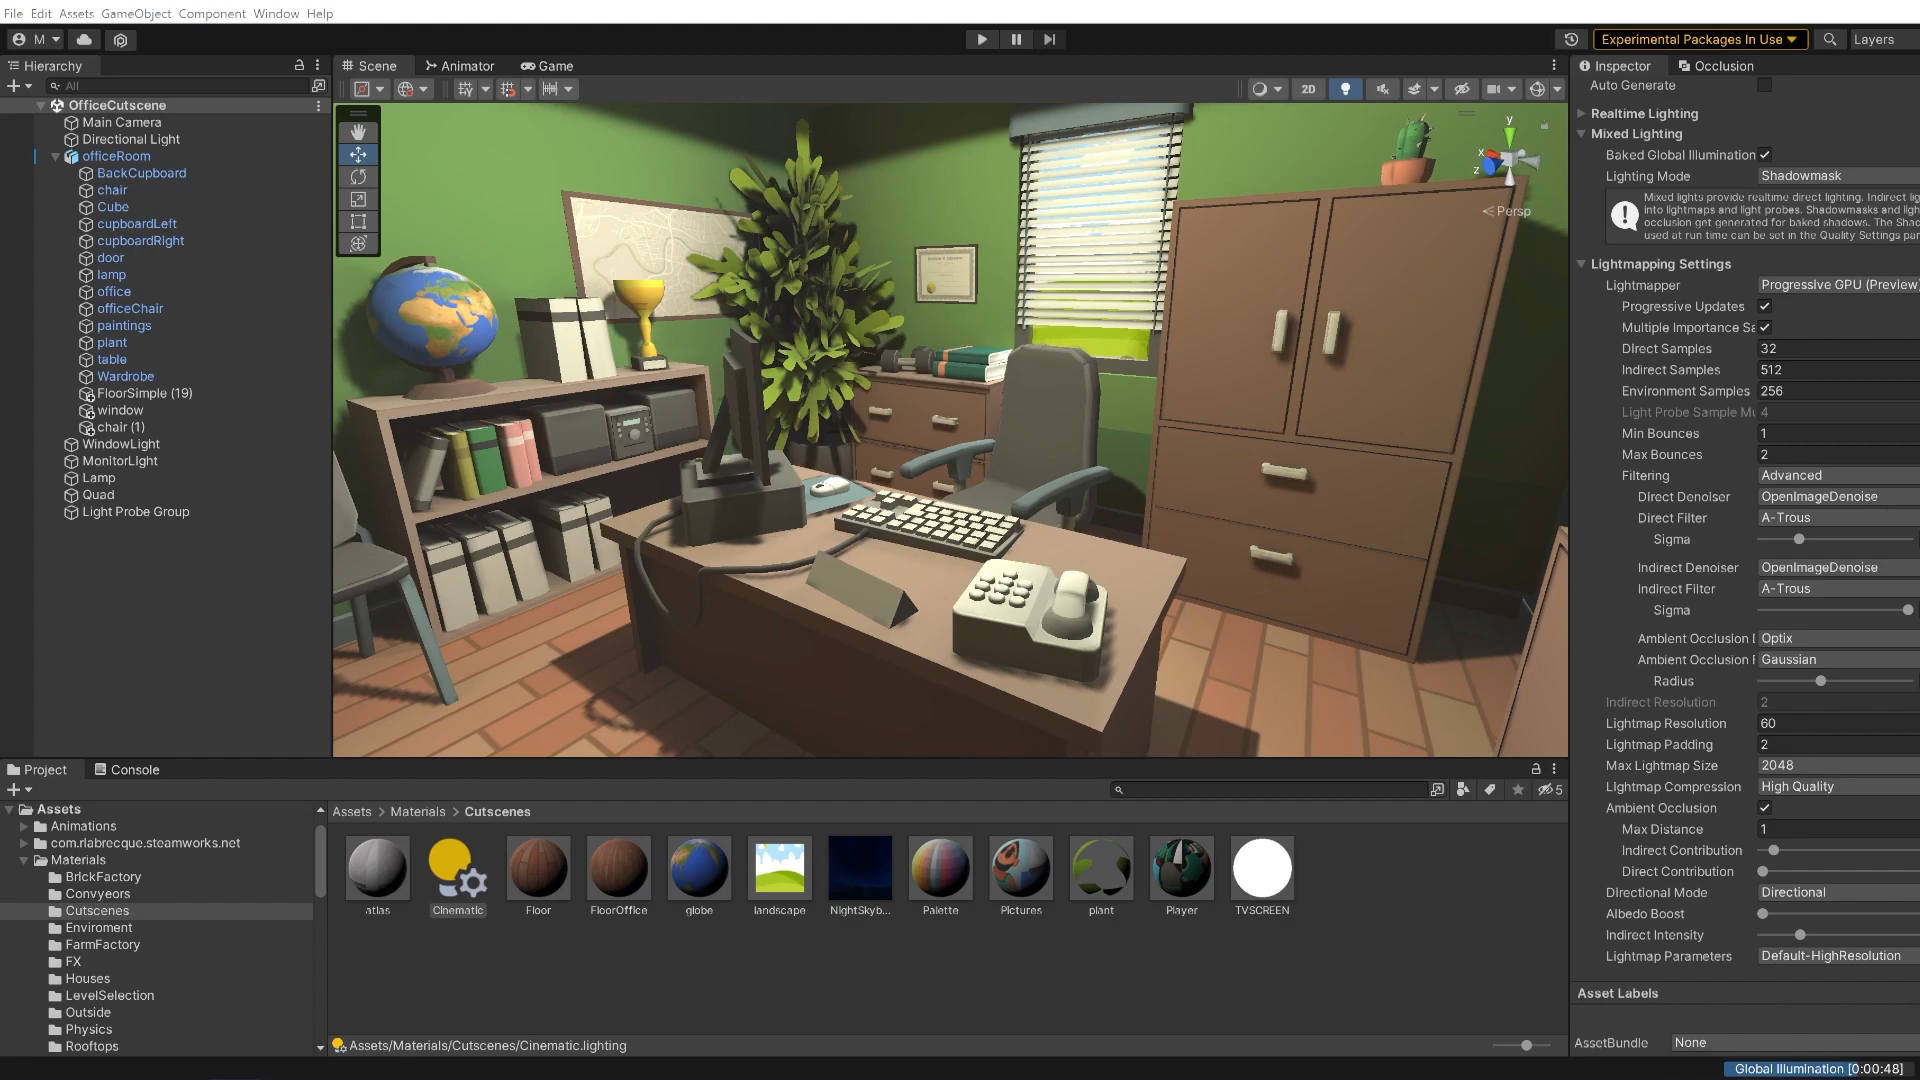 File Edit Assets GameObject Component Window Help
M
Experimental Packages In Use
Layers
Hierarchy
All
OfficeCutscene
Main Camera
Directional Light
officeRoom
BackCupboard
chair
Cube
cupboardLeft
cupboardRight
door
lamp
office
officeChair
paintings
plant
table
Wardrobe
FloorSimple (19)
window
chair (1)
WindowLight
MonitorLight
Lamp
Quad
Light Probe Group
Scene Animator Game
2D
y
x
z
Persp
Inspector Occlusion
Auto Generate
Realtime Lighting
Mixed Lighting
Baked Global Illumination
Lighting Mode Shadowmask
Mixed lights provide realtime direct lighting. Indirect lig
into lightmaps and light probes. Shadowmasks and ligh
occlusion get generated for baked shadows. The Shad
used at run time can be set in the Quality Settings pan
Lightmapping Settings
Lightmapper Progressive GPU (Preview)
Progressive Updates
Multiple Importance Sa
Direct Samples 32
Indirect Samples 512
Environment Samples 256
Light Probe Sample Mu 4
Min Bounces 1
Max Bounces 2
Filtering Advanced
Direct Denoiser OpenImageDenoise
Direct Filter A-Trous
Sigma
Indirect Denoiser OpenImageDenoise
Indirect Filter A-Trous
Sigma
Ambient Occlusion Optix
Ambient Occlusion Gaussian
Radius
Indirect Resolution 2
Lightmap Resolution 60
Lightmap Padding 2
Max Lightmap Size 2048
Lightmap Compression High Quality
Ambient Occlusion
Max Distance 1
Indirect Contribution
Direct Contribution
Directional Mode Directional
Albedo Boost
Indirect Intensity
Lightmap Parameters Default-HighResolution
Asset Labels
AssetBundle None
Project Console
5
Assets
Animations
com.rlabrecque.steamworks.net
Materials
BrickFactory
Convyeors
Cutscenes
Enviroment
FarmFactory
FX
Houses
LevelSelection
Outside
Physics
Rooftops
Assets > Materials > Cutscenes
atlas Cinematic Floor FloorOffice globe landscape NightSkyb... Palette Pictures plant Player TVSCREEN
Assets/Materials/Cutscenes/Cinematic.lighting
Global Illumination [0:00:48]